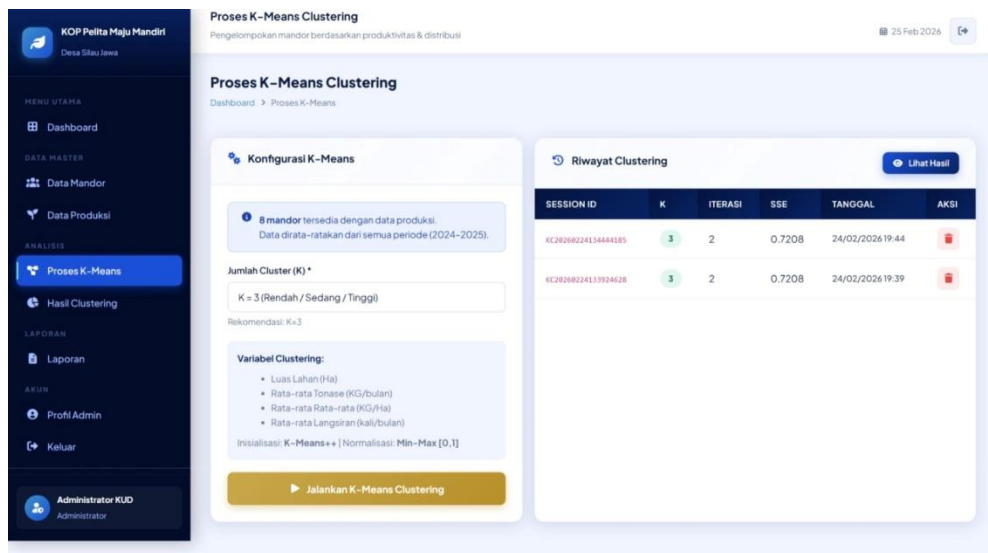 KOP Pelita Maju Mandiri
Desa Silau Jawa
MENU UTAMA
Dashboard
DATA MASTER
Data Mandor
Data Produksi
ANALISIS
Proses K-Means
Hasil Clustering
LAPORAN
Laporan
AKUN
Profil Admin
Keluar
Administrator KUD
Administrator
Proses K-Means Clustering
Pengelompokan mandor berdasarkan produktivitas & distribusi
25 Feb 2026
Proses K-Means Clustering
Dashboard > Proses K-Means
Konfigurasi K-Means
8 mandor tersedia dengan data produksi.
Data dirata-ratakan dari semua periode (2024-2025).
Jumlah Cluster (K) *
K = 3 (Rendah / Sedang / Tinggi)
Rekomendasi: K=3
Variabel Clustering:
• Luas Lahan (Ha)
• Rata-rata Tonase (KG/bulan)
• Rata-rata Rata-rata (KG/Ha)
• Rata-rata Langsiran (kali/bulan)
Inisialisasi: K-Means++ | Normalisasi: Min-Max [0,1]
Jalankan K-Means Clustering
Riwayat Clustering
Lihat Hasil
SESSION ID K ITERASI SSE TANGGAL AKSI
KC20260224134444185 3 2 0.7208 24/02/2026 19:44
KC20260224133924628 3 2 0.7208 24/02/2026 19:39